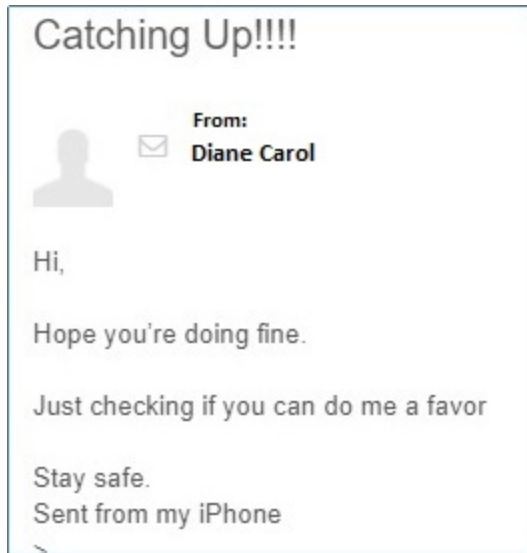 Catching Up!!!!
From:
Diane Carol
Hi,
Hope you're doing fine.
Just checking if you can do me a favor
Stay safe.
Sent from my iPhone
>